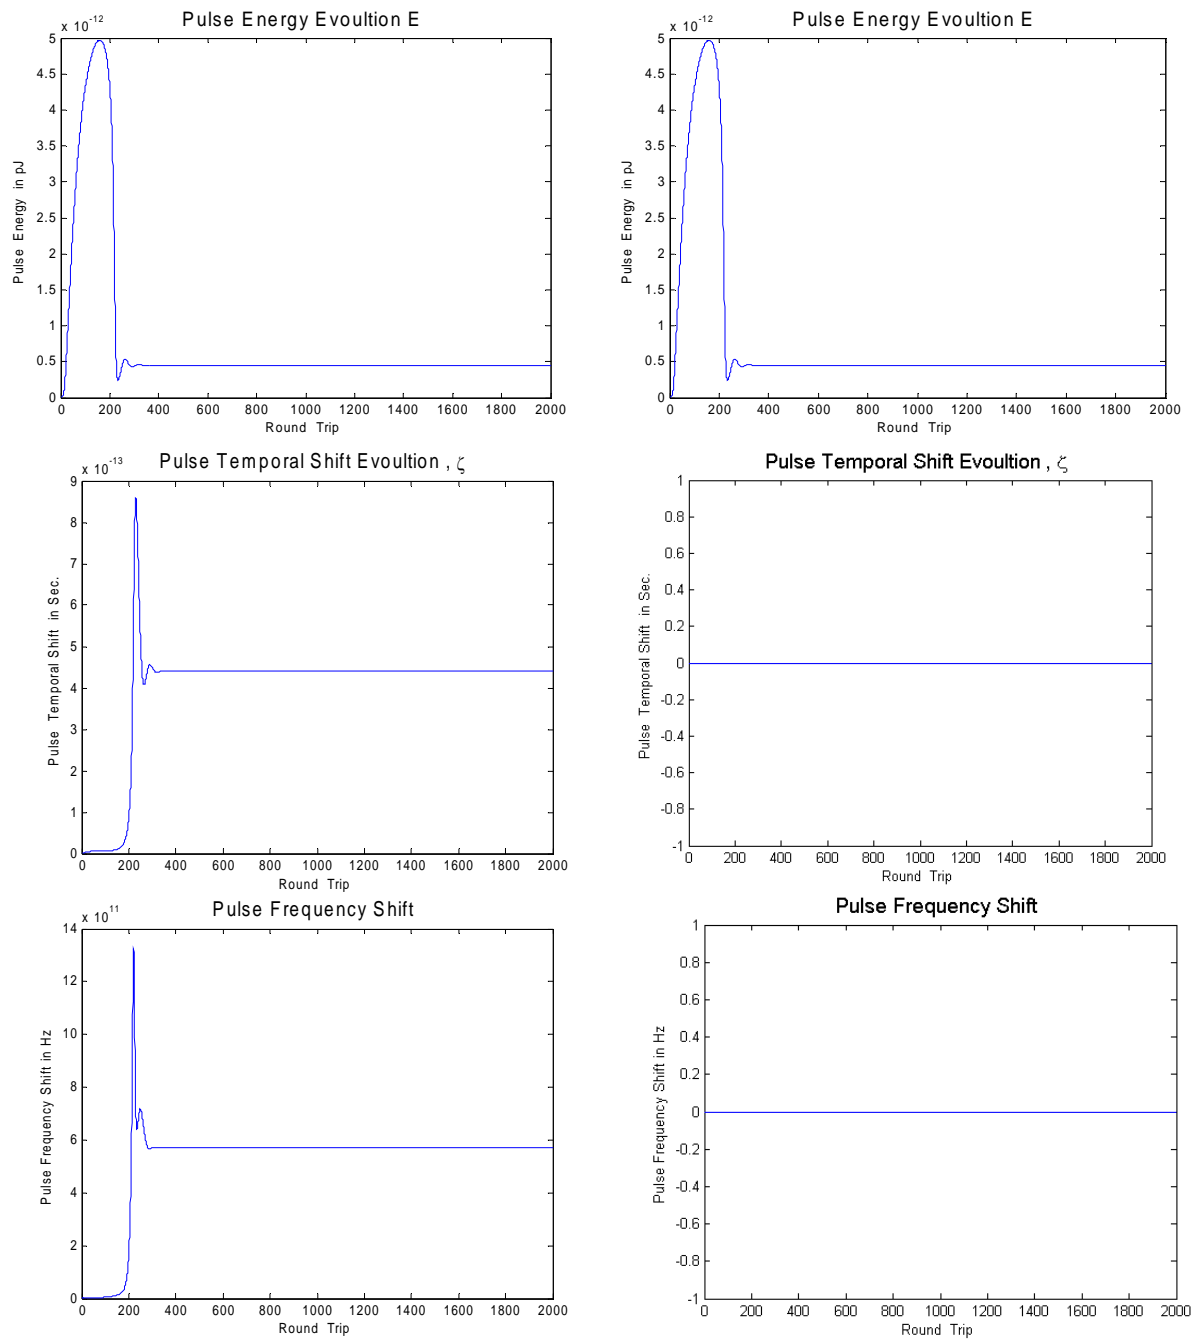 Pulse Energy Evoultion E
x 10^-12
5
4.5
4
3.5
3
2.5
2
1.5
1
0.5
0
Pulse Energy in pJ
0 200 400 600 800 1000 1200 1400 1600 1800 2000
Round Trip
Pulse Energy Evoultion E
x 10^-12
5
4.5
4
3.5
3
2.5
2
1.5
1
0.5
0
Pulse Energy in pJ
0 200 400 600 800 1000 1200 1400 1600 1800 2000
Round Trip
Pulse Temporal Shift Evoultion , ζ
x 10^-13
9
8
7
6
5
4
3
2
1
0
Pulse Temporal Shift in Sec.
0 200 400 600 800 1000 1200 1400 1600 1800 2000
Round Trip
Pulse Temporal Shift Evoultion , ζ
1
0.8
0.6
0.4
0.2
0
-0.2
-0.4
-0.6
-0.8
-1
Pulse Temporal Shift in Sec.
0 200 400 600 800 1000 1200 1400 1600 1800 2000
Round Trip
Pulse Frequency Shift
x 10^11
14
12
10
8
6
4
2
0
Pulse Frequency Shift in Hz
0 200 400 600 800 1000 1200 1400 1600 1800 2000
Round Trip
Pulse Frequency Shift
1
0.8
0.6
0.4
0.2
0
-0.2
-0.4
-0.6
-0.8
-1
Pulse Frequency Shift in Hz
0 200 400 600 800 1000 1200 1400 1600 1800 2000
Round Trip